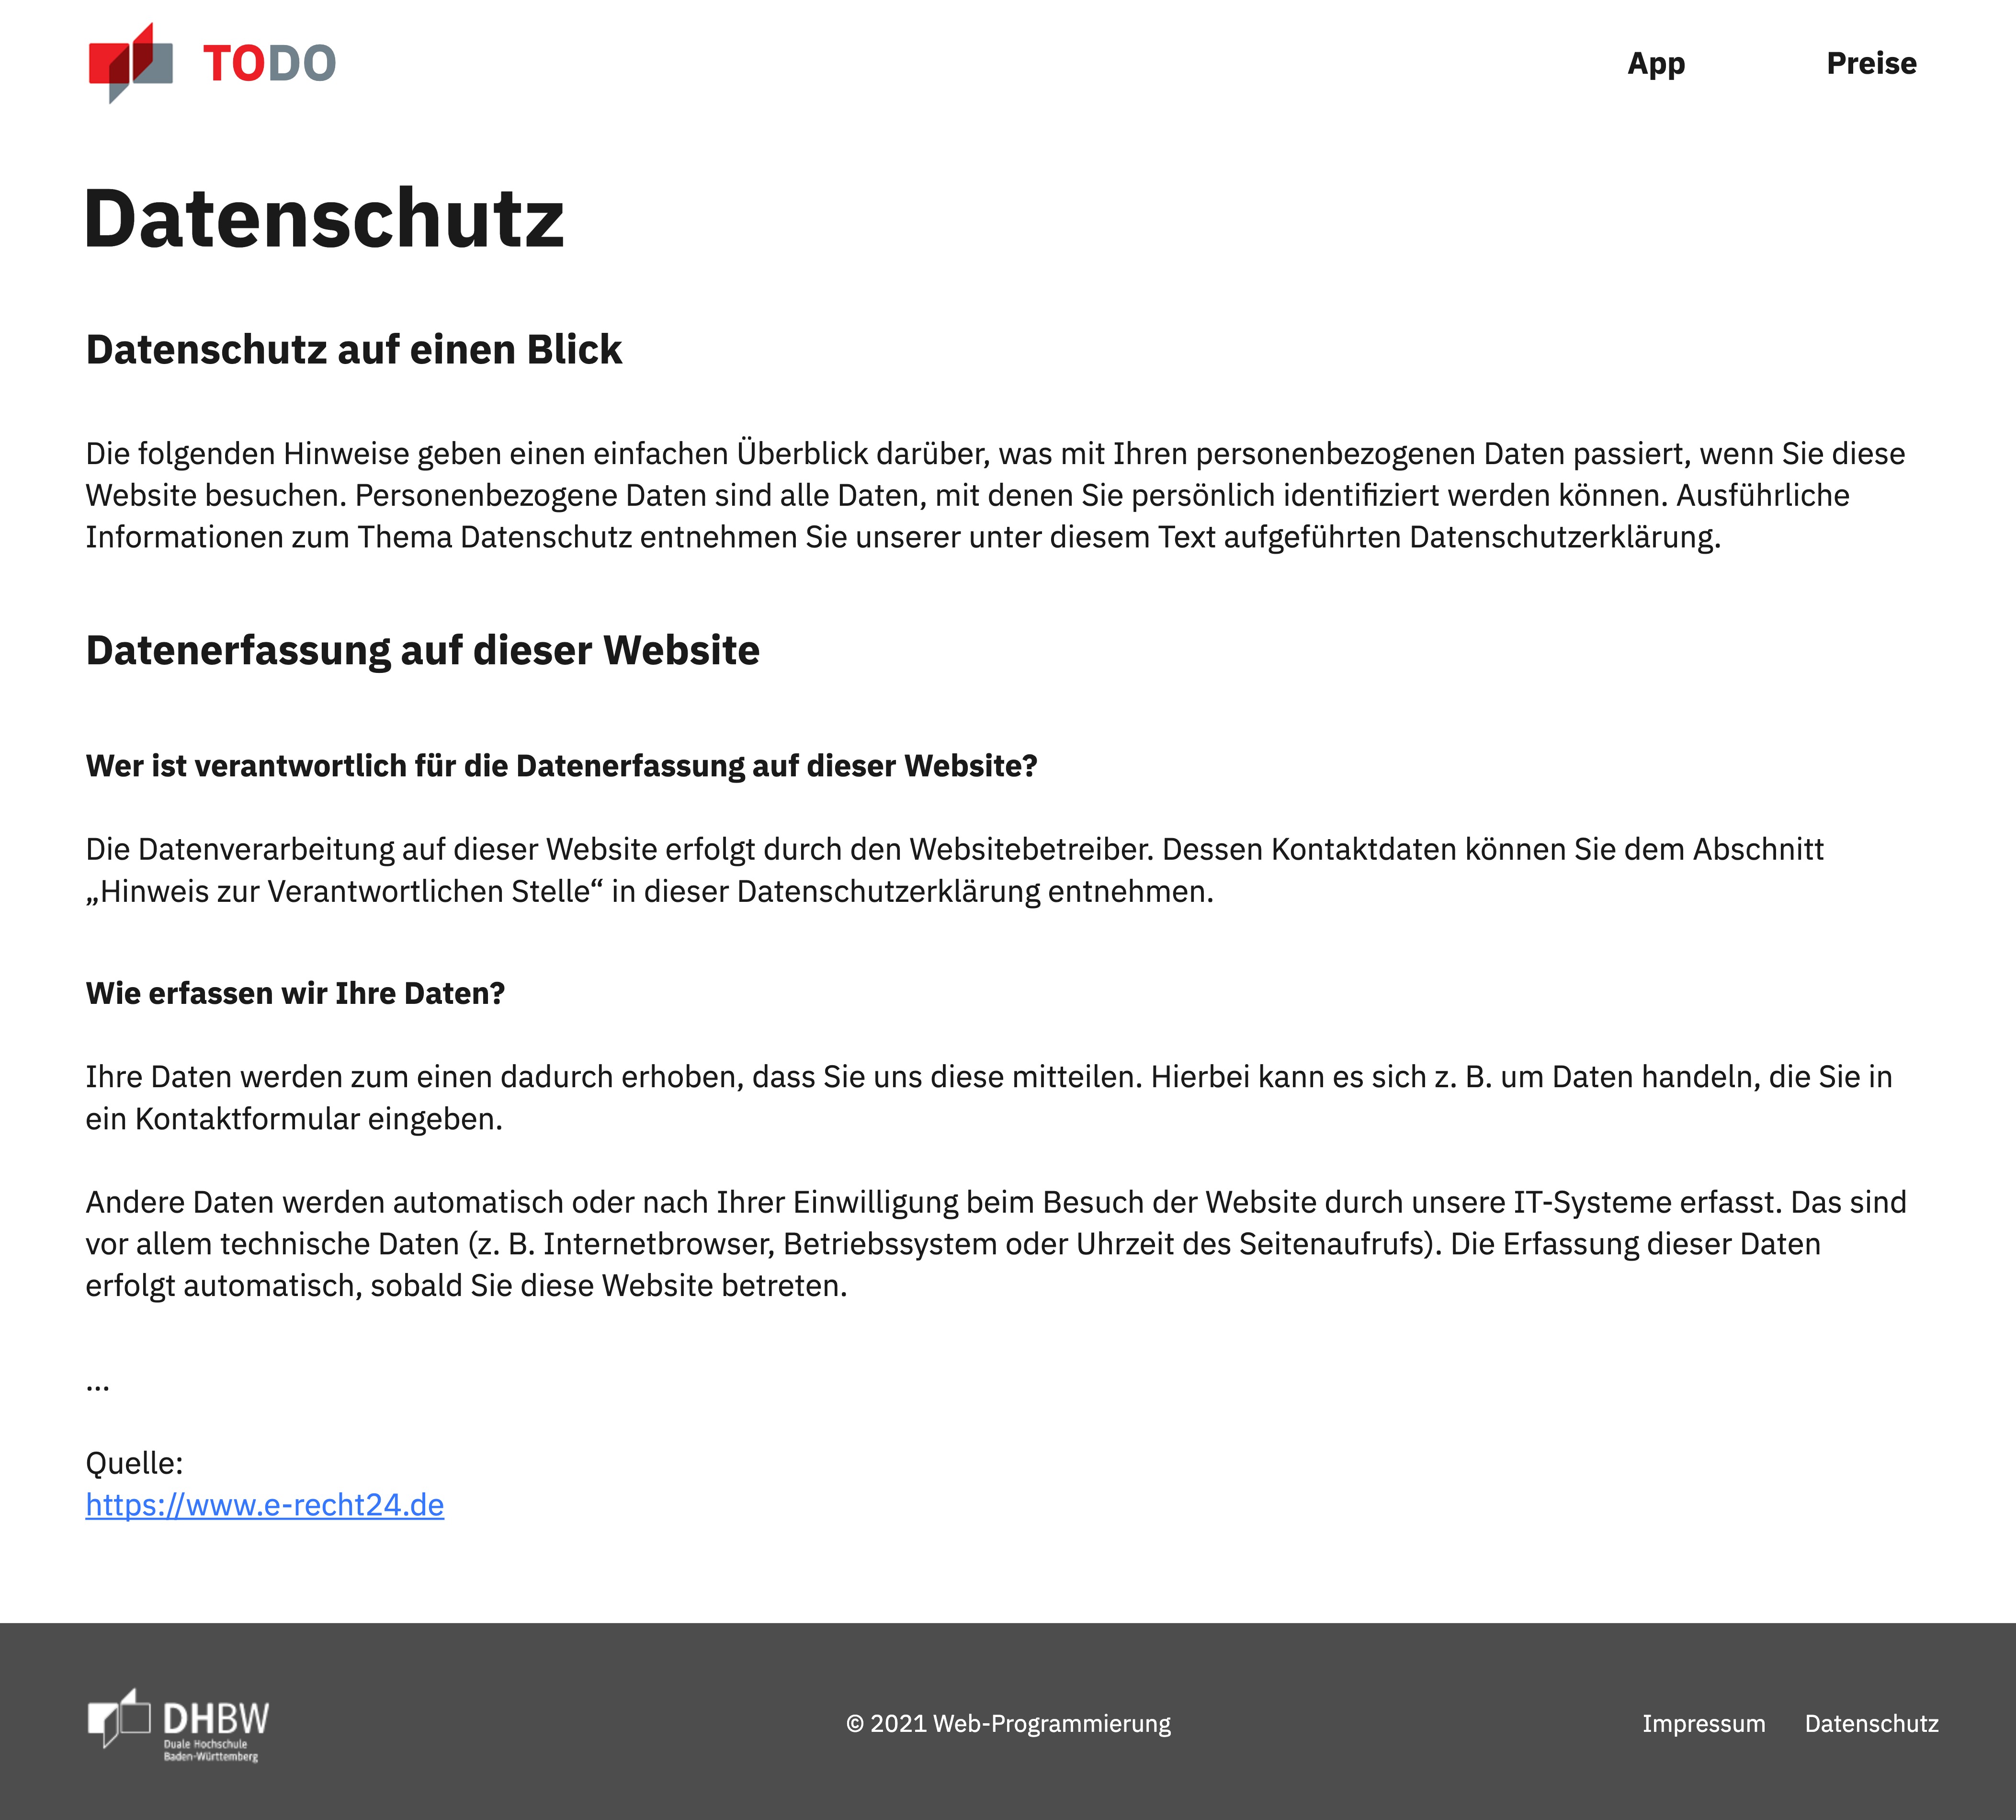 TODO
App
Preise
Datenschutz
Datenschutz auf einen Blick
Die folgenden Hinweise geben einen einfachen Überblick darüber, was mit Ihren personenbezogenen Daten passiert, wenn Sie diese
Website besuchen. Personenbezogene Daten sind alle Daten, mit denen Sie persönlich identifiziert werden können. Ausführliche
Informationen zum Thema Datenschutz entnehmen Sie unserer unter diesem Text aufgeführten Datenschutzerklärung.
Datenerfassung auf dieser Website
Wer ist verantwortlich für die Datenerfassung auf dieser Website?
Die Datenverarbeitung auf dieser Website erfolgt durch den Websitebetreiber. Dessen Kontaktdaten können Sie dem Abschnitt
„Hinweis zur Verantwortlichen Stelle“ in dieser Datenschutzerklärung entnehmen.
Wie erfassen wir Ihre Daten?
Ihre Daten werden zum einen dadurch erhoben, dass Sie uns diese mitteilen. Hierbei kann es sich z. B. um Daten handeln, die Sie in
ein Kontaktformular eingeben.
Andere Daten werden automatisch oder nach Ihrer Einwilligung beim Besuch der Website durch unsere IT-Systeme erfasst. Das sind
vor allem technische Daten (z. B. Internetbrowser, Betriebssystem oder Uhrzeit des Seitenaufrufs). Die Erfassung dieser Daten
erfolgt automatisch, sobald Sie diese Website betreten.
...
Quelle:
https://www.e-recht24.de
DHBW
Duale Hochschule
Baden-Württemberg
© 2021 Web-Programmierung
Impressum
Datenschutz